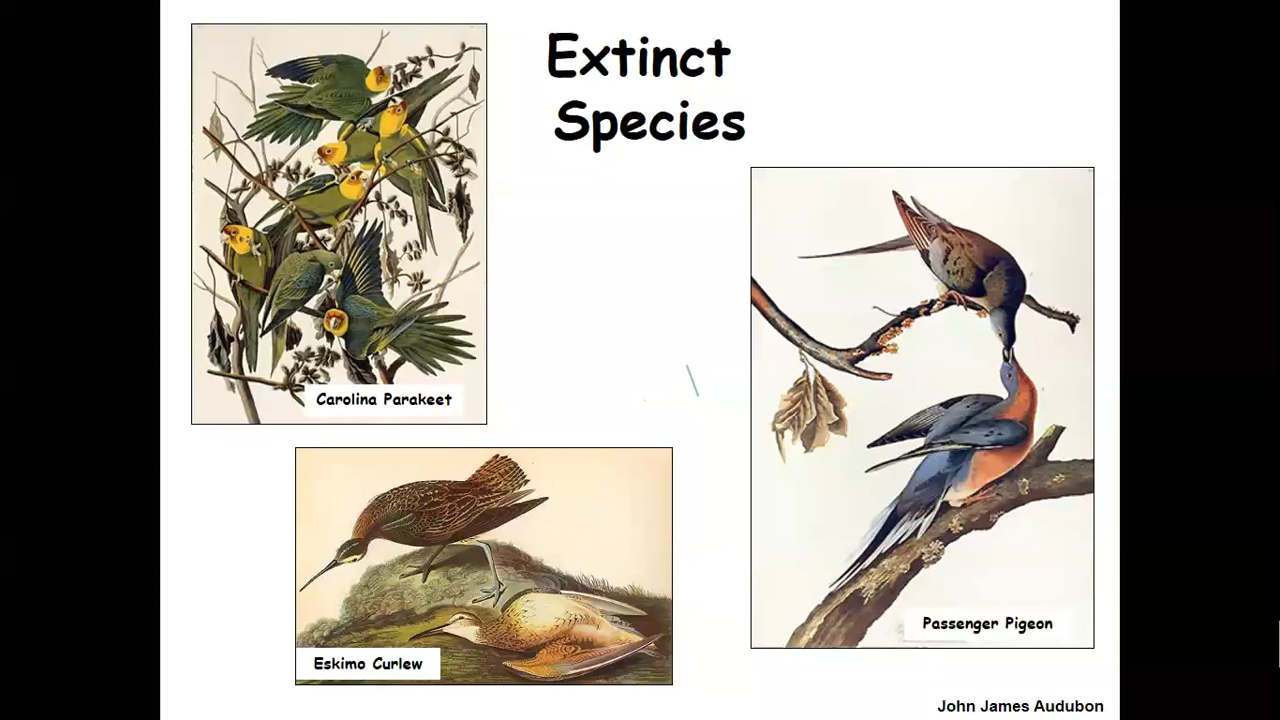 Extinct
Species
Carolina Parakeet
Eskimo Curlew
Passenger Pigeon
John James Audubon